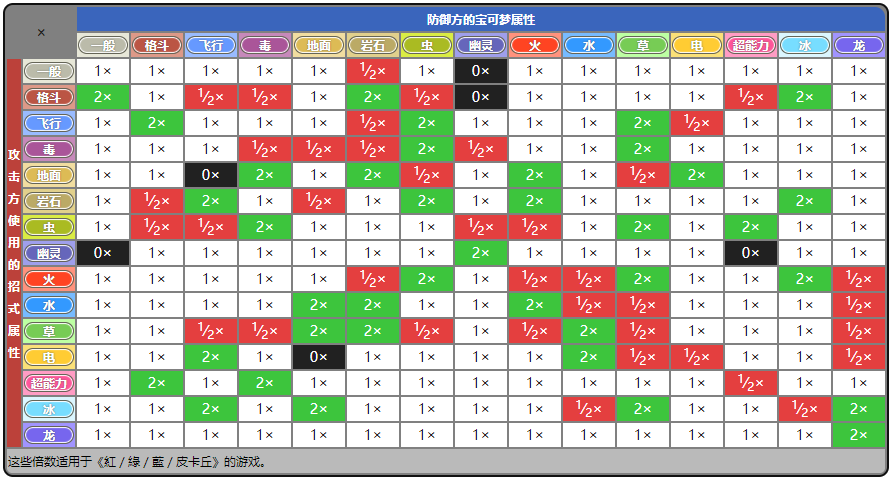 ×
防御方的宝可梦属性
一般 格斗 飞行 毒 地面 岩石 虫 幽灵 火 水 草 电 超能力 冰 龙
攻击方使用的招式属性
一般 1× 1× 1× 1× 1× ½× 1× 0× 1× 1× 1× 1× 1× 1× 1×
格斗 2× 1× ½× ½× 1× 2× ½× 0× 1× 1× 1× 1× ½× 2× 1×
飞行 1× 2× 1× 1× 1× ½× 2× 1× 1× 1× 2× ½× 1× 1× 1×
毒 1× 1× 1× ½× ½× ½× 2× ½× 1× 1× 2× 1× 1× 1× 1×
地面 1× 1× 0× 2× 1× 2× ½× 1× 2× 1× ½× 2× 1× 1× 1×
岩石 1× ½× 2× 1× ½× 1× 2× 1× 2× 1× 1× 1× 1× 2× 1×
虫 1× ½× ½× 2× 1× 1× 1× ½× ½× 1× 2× 1× 2× 1× 1×
幽灵 0× 1× 1× 1× 1× 1× 1× 2× 1× 1× 1× 1× 0× 1× 1×
火 1× 1× 1× 1× 1× ½× 2× 1× ½× ½× 2× 1× 1× 2× ½×
水 1× 1× 1× 1× 2× 2× 1× 1× 2× ½× ½× 1× 1× 1× ½×
草 1× 1× ½× ½× 2× 2× ½× 1× ½× 2× ½× 1× 1× 1× ½×
电 1× 1× 2× 1× 0× 1× 1× 1× 1× 2× ½× ½× 1× 1× ½×
超能力 1× 2× 1× 2× 1× 1× 1× 1× 1× 1× 1× 1× ½× 1× 1×
冰 1× 1× 2× 1× 2× 1× 1× 1× 1× ½× 2× 1× 1× ½× 2×
龙 1× 1× 1× 1× 1× 1× 1× 1× 1× 1× 1× 1× 1× 1× 2×
这些倍数适用于《紅 / 绿 / 藍 / 皮卡丘》的游戏。